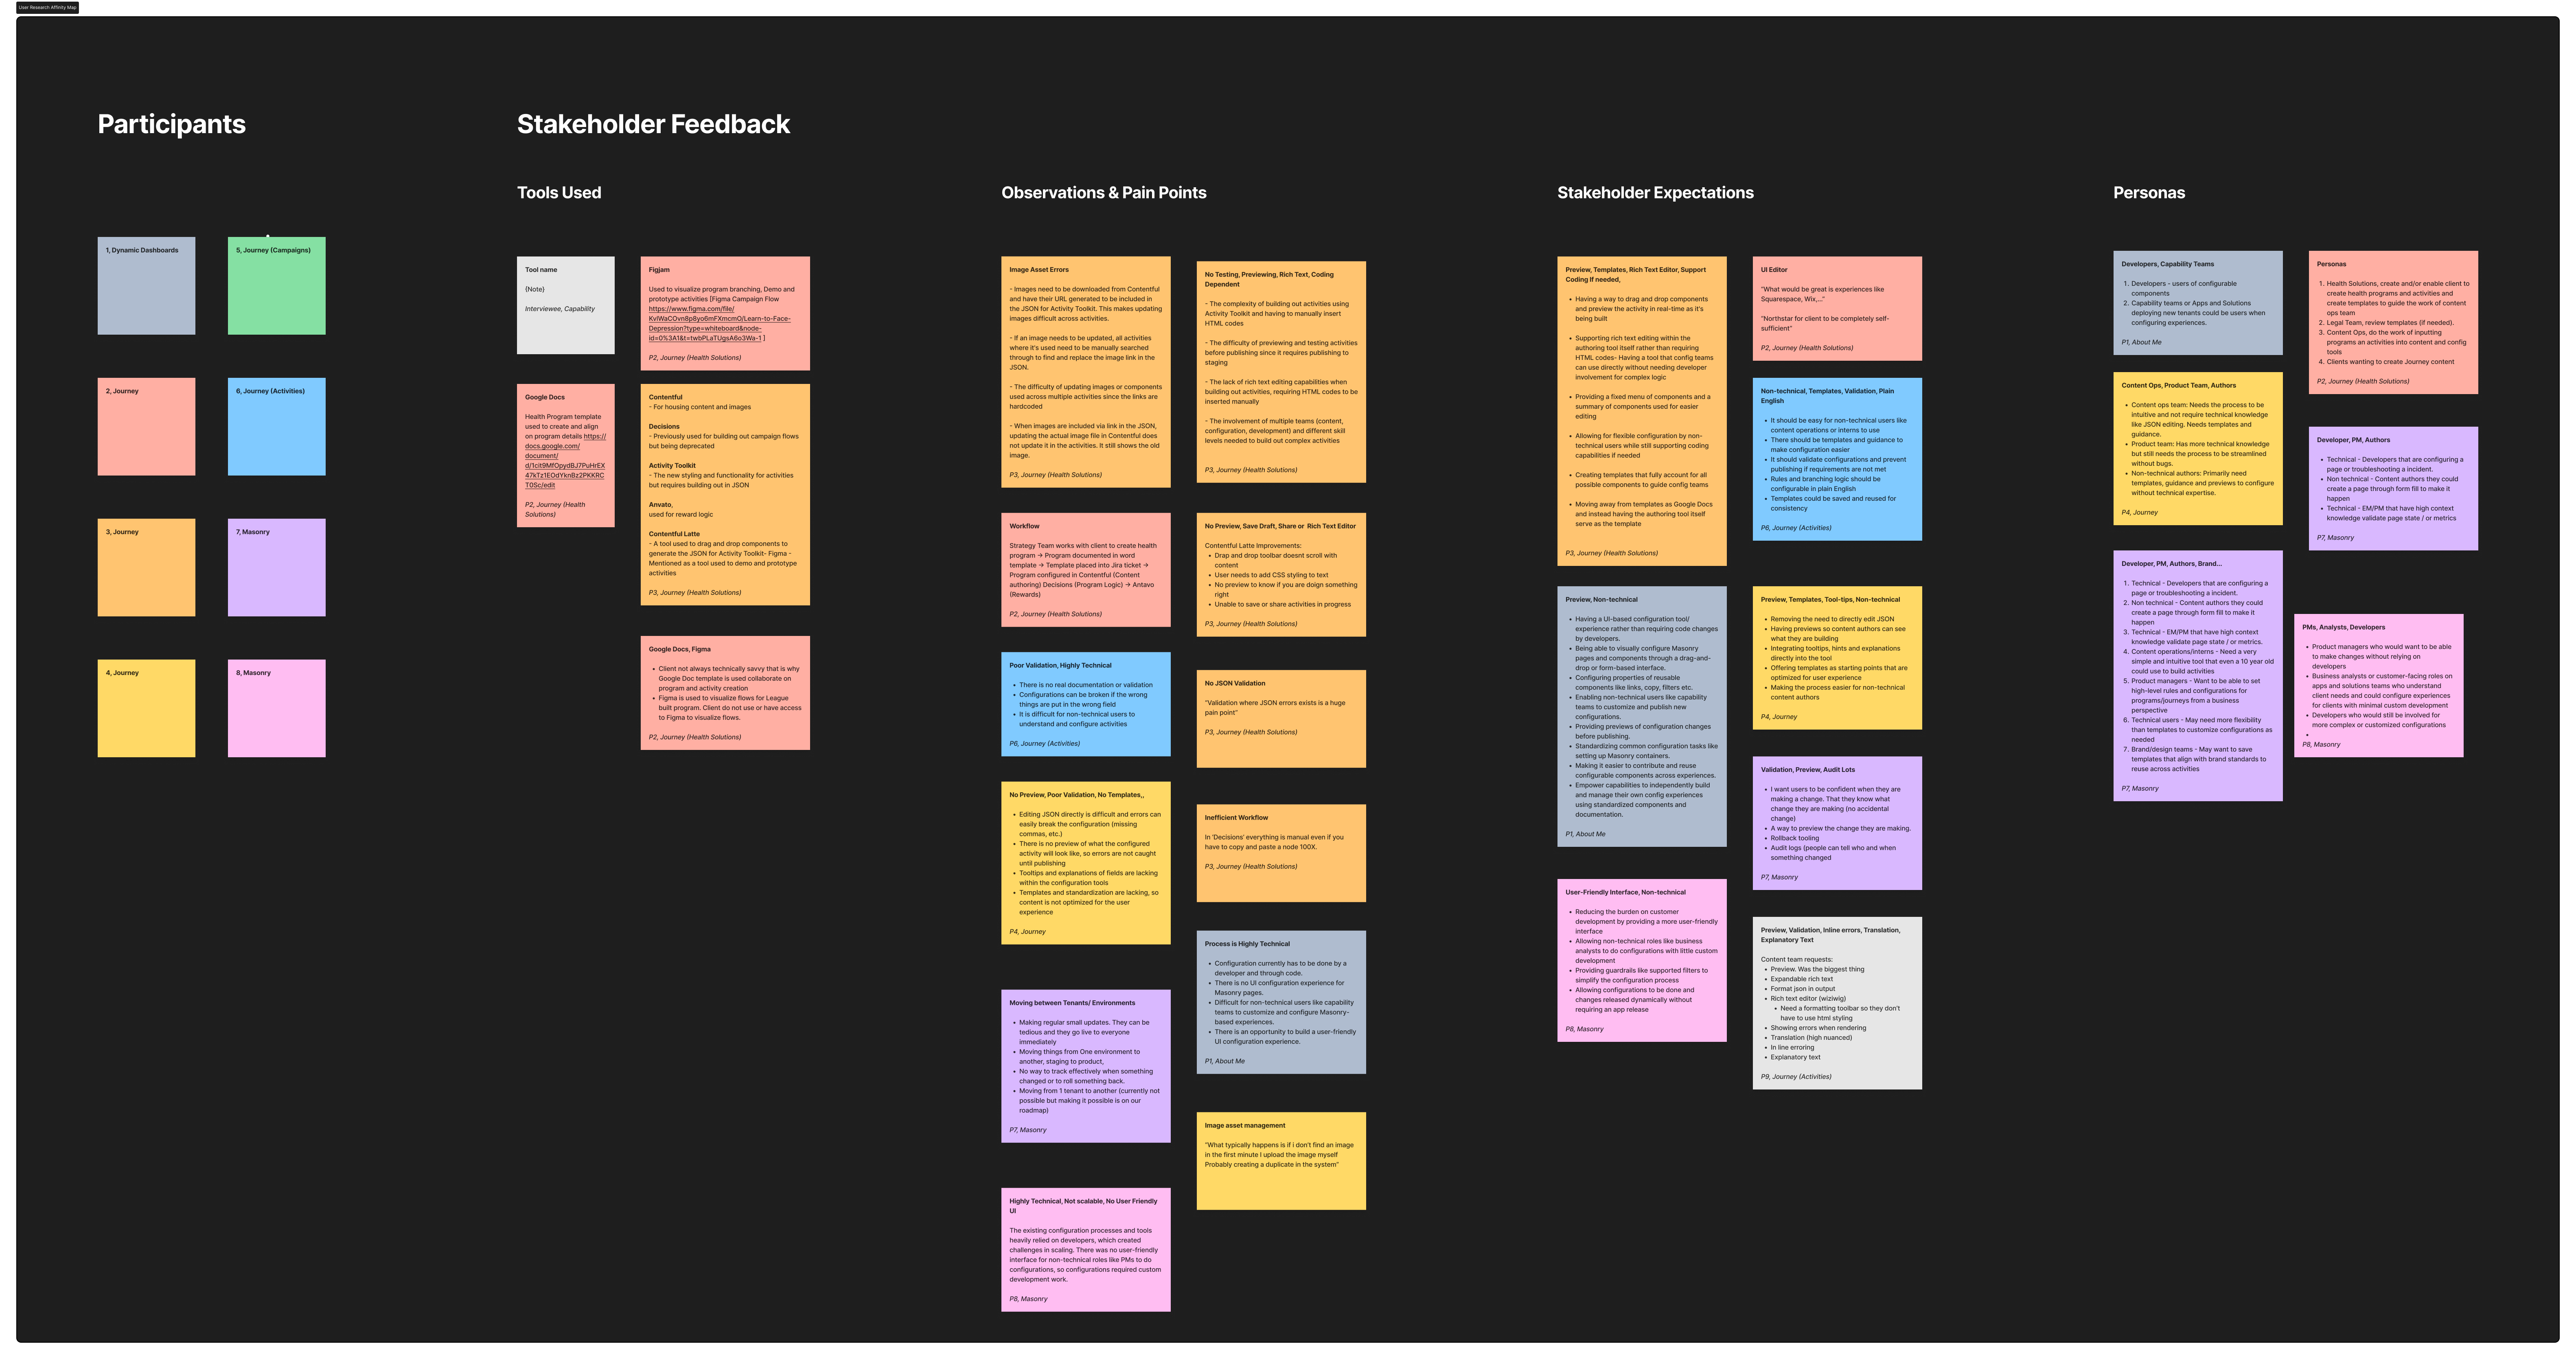 User Research Affinity Map
Participants
1, Dynamic Dashboards
5, Journey (Campaigns)
2, Journey
6, Journey (Activities)
3, Journey
7, Masonry
4, Journey
8, Masonry
Stakeholder Feedback
Tools Used
Tool name
(Note)
Interviewee, Capability
Figjam
Used to visualize program branching, Demo and
prototype activities [Figma Campaign Flow
https://www.figma.com/file/
KvIWaCOvn8p8yo6mFXmcmO/Learn-to-Face-
Depression?type=whiteboard&node-
id=0%3A1&t=twbPLaTUgsA6o3Wa-1 ]
P2, Journey (Health Solutions)
Google Docs
Health Program template
used to create and align
on program details https://
docs.google.com/
document/
d/1cit9MfOpydBJ7PuHrEX
47kTz1EOdYknBz2PKKRC
T0Sc/edit
P2, Journey (Health
Solutions)
Contentful
- For housing content and images
Decisions
- Previously used for building out campaign flows
but being deprecated
Activity Toolkit
- The new styling and functionality for activities
but requires building out in JSON
Anvato,
used for reward logic
Contentful Latte
- A tool used to drag and drop components to
generate the JSON for Activity Toolkit- Figma -
Mentioned as a tool used to demo and prototype
activities
P3, Journey (Health Solutions)
Google Docs, Figma
• Client not always technically savvy that is why
Google Doc template is used collaborate on
program and activity creation
• Figma is used to visualize flows for League
built program. Client do not use or have access
to Figma to visualize flows.
P2, Journey (Health Solutions)
Observations & Pain Points
Image Asset Errors
- Images need to be downloaded from Contentful
and have their URL generated to be included in
the JSON for Activity Toolkit. This makes updating
images difficult across activities.
- If an image needs to be updated, all activities
where it's used need to be manually searched
through to find and replace the image link in the
JSON.
- The difficulty of updating images or components
used across multiple activities since the links are
hardcoded
- When images are included via link in the JSON,
updating the actual image file in Contentful does
not update it in the activities. It still shows the old
image.
P3, Journey (Health Solutions)
No Testing, Previewing, Rich Text, Coding
Dependent
- The complexity of building out activities using
Activity Toolkit and having to manually insert
HTML codes
- The difficulty of previewing and testing activities
before publishing since it requires publishing to
staging
- The lack of rich text editing capabilities when
building out activities, requiring HTML codes to be
inserted manually
- The involvement of multiple teams (content,
configuration, development) and different skill
levels needed to build out complex activities
P3, Journey (Health Solutions)
Workflow
Strategy Team works with client to create health
program → Program documented in word
template → Template placed into Jira ticket →
Program configured in Contentful (Content
authoring) Decisions (Program Logic) → Antavo
(Rewards)
P2, Journey (Health Solutions)
No Preview, Save Draft, Share or Rich Text Editor
Contentful Latte Improvements:
• Drap and drop toolbar doesnt scroll with
content
• User needs to add CSS styling to text
• No preview to know if you are doign something
right
• Unable to save or share activities in progress
P3, Journey (Health Solutions)
Poor Validation, Highly Technical
• There is no real documentation or validation
• Configurations can be broken if the wrong
things are put in the wrong field
• It is difficult for non-technical users to
understand and configure activities
P6, Journey (Activities)
No JSON Validation
"Validation where JSON errors exists is a huge
pain point"
P3, Journey (Health Solutions)
No Preview, Poor Validation, No Templates,,
• Editing JSON directly is difficult and errors can
easily break the configuration (missing
commas, etc.)
• There is no preview of what the configured
activity will look like, so errors are not caught
until publishing
• Tooltips and explanations of fields are lacking
within the configuration tools
• Templates and standardization are lacking, so
content is not optimized for the user
experience
P4, Journey
Inefficient Workflow
In 'Decisions' everything is manual even if you
have to copy and paste a node 100X.
P3, Journey (Health Solutions)
Process is Highly Technical
• Configuration currently has to be done by a
developer and through code.
• There is no UI configuration experience for
Masonry pages.
• Difficult for non-technical users like capability
teams to customize and configure Masonry-
based experiences.
• There is an opportunity to build a user-friendly
UI configuration experience.
P1, About Me
Moving between Tenants/ Environments
• Making regular small updates. They can be
tedious and they go live to everyone
immediately
• Moving things from One environment to
another, staging to product,
• No way to track effectively when something
changed or to roll something back.
• Moving from 1 tenant to another (currently not
possible but making it possible is on our
roadmap)
P7, Masonry
Image asset management
"What typically happens is if i don't find an image
in the first minute I upload the image myself
Probably creating a duplicate in the system"
Highly Technical, Not scalable, No User Friendly
UI
The existing configuration processes and tools
heavily relied on developers, which created
challenges in scaling. There was no user-friendly
interface for non-technical roles like PMs to do
configurations, so configurations required custom
development work.
P8, Masonry
Stakeholder Expectations
Preview, Templates, Rich Text Editor, Support
Coding If needed,
• Having a way to drag and drop components
and preview the activity in real-time as it's
being built
• Supporting rich text editing within the
authoring tool itself rather than requiring
HTML codes- Having a tool that config teams
can use directly without needing developer
involvement for complex logic
• Providing a fixed menu of components and a
summary of components used for easier
editing
• Allowing for flexible configuration by non-
technical users while still supporting coding
capabilities if needed
• Creating templates that fully account for all
possible components to guide config teams
• Moving away from templates as Google Docs
and instead having the authoring tool itself
serve as the template
P3, Journey (Health Solutions)
UI Editor
"What would be great is experiences like
Squarespace, Wix,..."
"Northstar for client to be completely self-
sufficient"
P2, Journey (Health Solutions)
Non-technical, Templates, Validation, Plain
English
• It should be easy for non-technical users like
content operations or interns to use
• There should be templates and guidance to
make configuration easier
• It should validate configurations and prevent
publishing if requirements are not met
• Rules and branching logic should be
configurable in plain English
• Templates could be saved and reused for
consistency
P6, Journey (Activities)
Preview, Non-technical
• Having a UI-based configuration tool/
experience rather than requiring code changes
by developers.
• Being able to visually configure Masonry
pages and components through a drag-and-
drop or form-based interface.
• Configuring properties of reusable
components like links, copy, filters etc.
• Enabling non-technical users like capability
teams to customize and publish new
configurations.
• Providing previews of configuration changes
before publishing.
• Standardizing common configuration tasks like
setting up Masonry containers.
• Making it easier to contribute and reuse
configurable components across experiences.
• Empower capabilities to independently build
and manage their own config experiences
using standardized components and
documentation.
P1, About Me
Preview, Templates, Tool-tips, Non-technical
• Removing the need to directly edit JSON
• Having previews so content authors can see
what they are building
• Integrating tooltips, hints and explanations
directly into the tool
• Offering templates as starting points that are
optimized for user experience
• Making the process easier for non-technical
content authors
P4, Journey
Validation, Preview, Audit Lots
• I want users to be confident when they are
making a change. That they know what
change they are making (no accidental
change)
• A way to preview the change they are making.
• Rollback tooling
• Audit logs (people can tell who and when
something changed
P7, Masonry
User-Friendly Interface, Non-technical
• Reducing the burden on customer
development by providing a more user-friendly
interface
• Allowing non-technical roles like business
analysts to do configurations with little custom
development
• Providing guardrails like supported filters to
simplify the configuration process
• Allowing configurations to be done and
changes released dynamically without
requiring an app release
P8, Masonry
Preview, Validation, Inline errors, Translation,
Explanatory Text
Content team requests:
• Preview. Was the biggest thing
• Expandable rich text
• Format json in output
• Rich text editor (wiziwig)
• Need a formatting toolbar so they don't
have to use html styling
• Showing errors when rendering
• Translation (high nuanced)
• In line erroring
• Explanatory text
P9, Journey (Activities)
Personas
Developers, Capability Teams
1. Developers - users of configurable
components
2. Capability teams or Apps and Solutions
deploying new tenants could be users when
configuring experiences.
P1, About Me
Personas
1. Health Solutions, create and/or enable client to
create health programs and activities and
create templates to guide the work of content
ops team
2. Legal Team, review templates (if needed).
3. Content Ops, do the work of inputting
programs an activities into content and config
tools
4. Clients wanting to create Journey content
P2, Journey (Health Solutions)
Content Ops, Product Team, Authors
• Content ops team: Needs the process to be
intuitive and not require technical knowledge
like JSON editing. Needs templates and
guidance.
• Product team: Has more technical knowledge
but still needs the process to be streamlined
without bugs.
• Non-technical authors: Primarily need
templates, guidance and previews to configure
without technical expertise.
P4, Journey
Developer, PM, Authors
• Technical - Developers that are configuring a
page or troubleshooting a incident.
• Non technical - Content authors they could
create a page through form fill to make it
happen
• Technical - EM/PM that have high context
knowledge validate page state / or metrics
P7, Masonry
Developer, PM, Authors, Brand...
1. Technical - Developers that are configuring a
page or troubleshooting a incident.
2. Non technical - Content authors they could
create a page through form fill to make it
happen
3. Technical - EM/PM that have high context
knowledge validate page state / or metrics.
4. Content operations/interns - Need a very
simple and intuitive tool that even a 10 year old
could use to build activities
5. Product managers - Want to be able to set
high-level rules and configurations for
programs/journeys from a business
perspective
6. Technical users - May need more flexibility
than templates to customize configurations as
needed
7. Brand/design teams - May want to save
templates that align with brand standards to
reuse across activities
P7, Masonry
PMs, Analysts, Developers
• Product managers who would want to be able
to make changes without relying on
developers
• Business analysts or customer-facing roles on
apps and solutions teams who understand
client needs and could configure experiences
for clients with minimal custom development
• Developers who would still be involved for
more complex or customized configurations
•
P8, Masonry